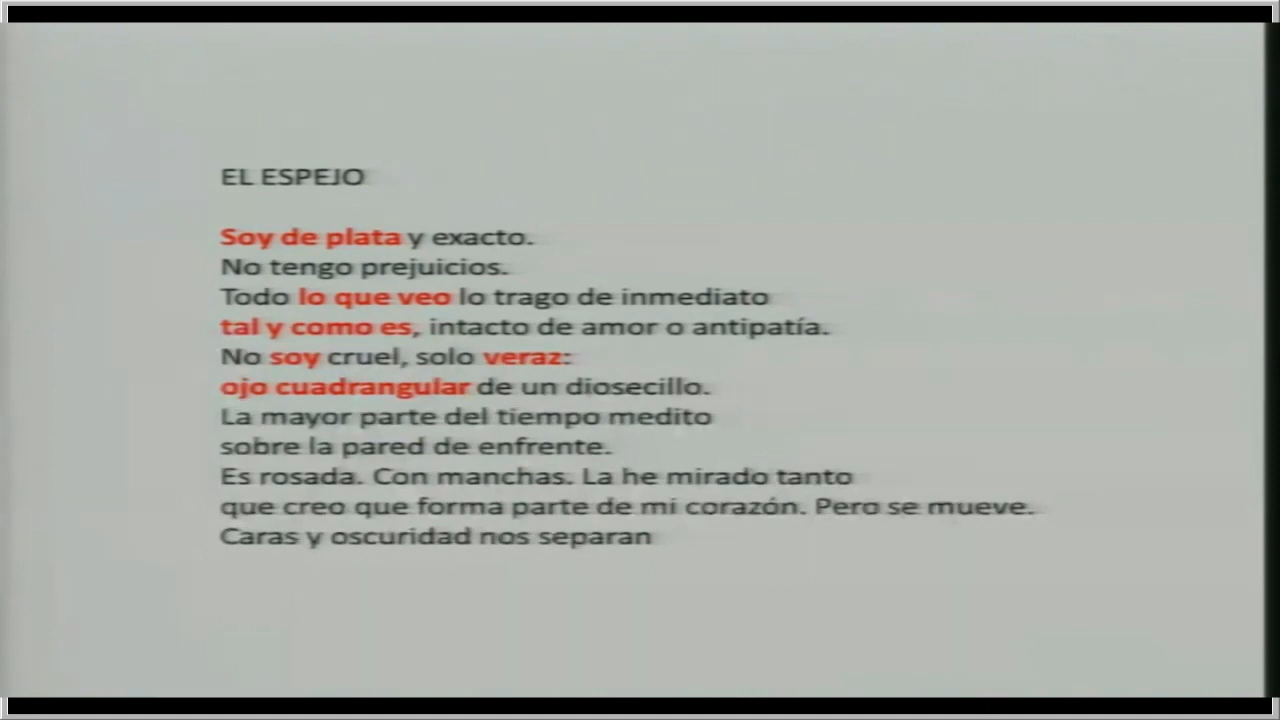 EL ESPEJO
Soy de plata y exacto.
No tengo prejuicios.
Todo lo que veo lo trago de inmediato
tal y como es, intacto de amor o antipatía.
No soy cruel, solo veraz:
ojo cuadrangular de un diosecillo.
La mayor parte del tiempo medito
sobre la pared de enfrente.
Es rosada. Con manchas. La he mirado tanto
que creo que forma parte de mi corazón. Pero se mueve.
Caras y oscuridad nos separan